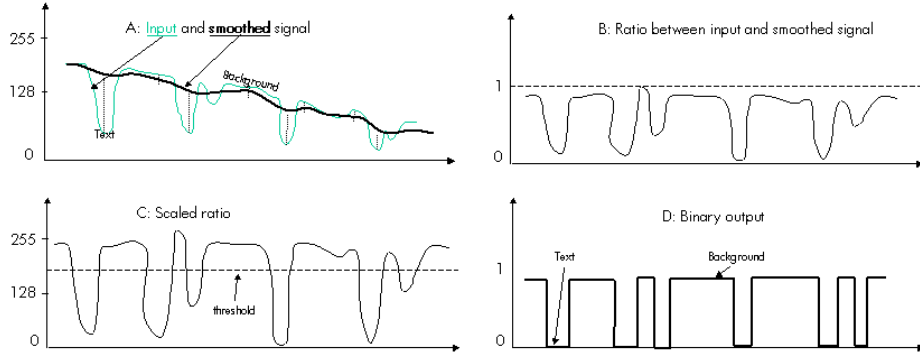 A: Input and smoothed signal
255
128
0
Background
Text
B: Ratio between input and smoothed signal
1
0
C: Scaled ratio
255
128
0
threshold
D: Binary output
1
0
Text
Background